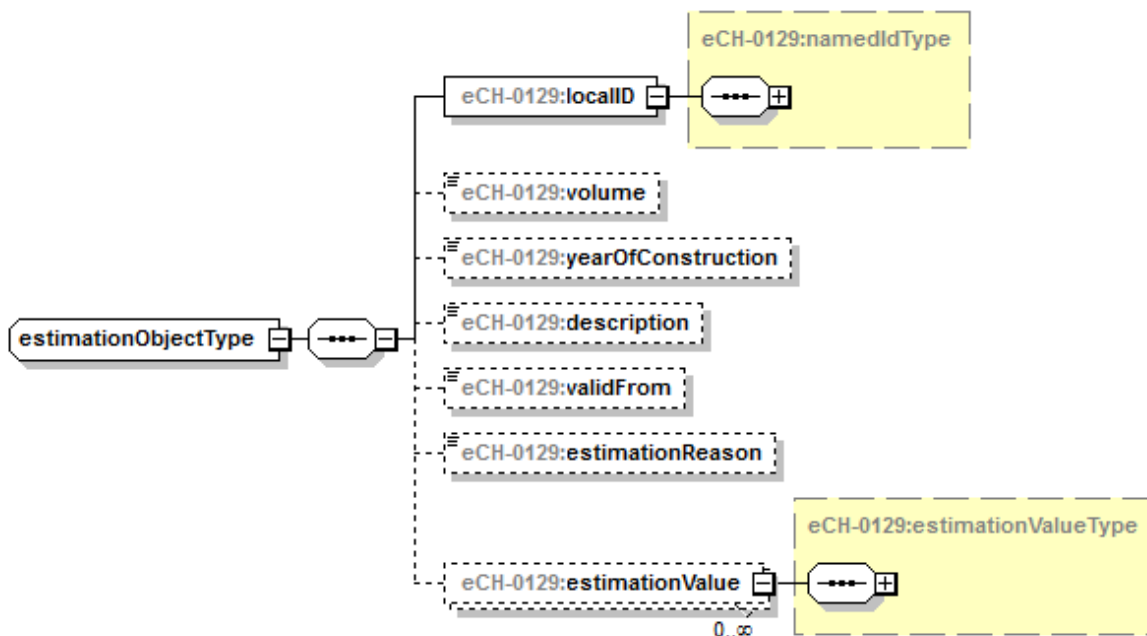 eCH-0129:namedIdType
eCH-0129:localID
eCH-0129:volume
eCH-0129:yearOfConstruction
eCH-0129:description
estimationObjectType
eCH-0129:validFrom
eCH-0129:estimationReason
eCH-0129:estimationValueType
eCH-0129:estimationValue
0..∞